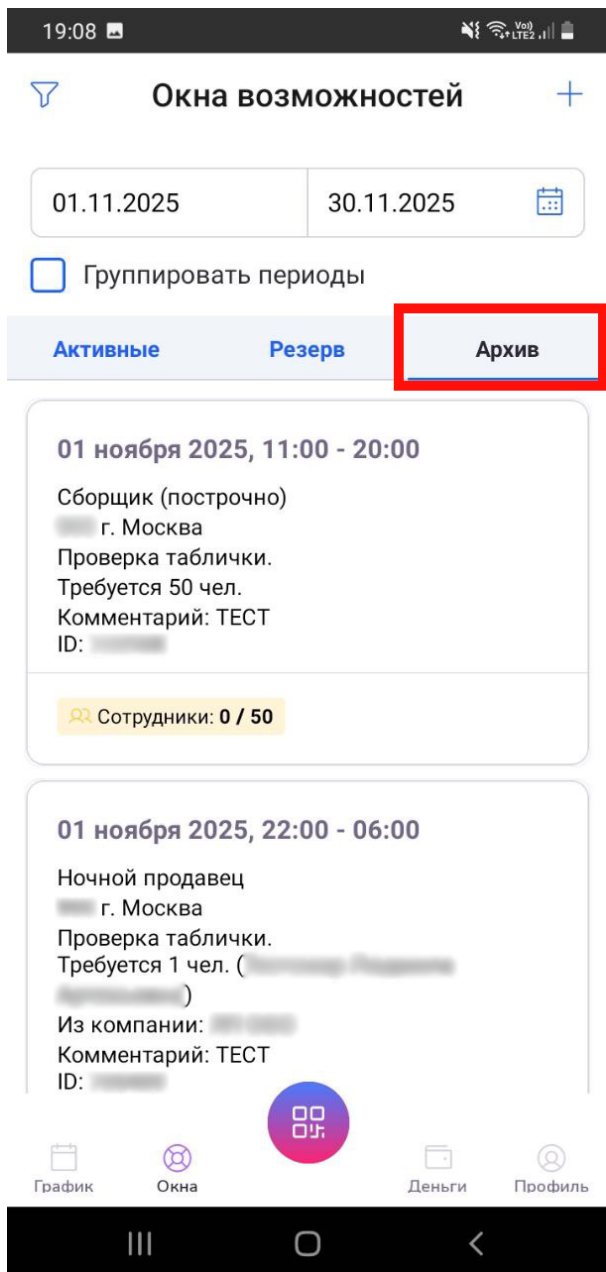 19:08
Vo)) LTE2
Окна возможностей
01.11.2025 30.11.2025
Группировать периоды
Активные Резерв Архив
01 ноября 2025, 11:00 - 20:00
Сборщик (построчно)
г. Москва
Проверка таблички.
Требуется 50 чел.
Комментарий: ТЕСТ
ID:
Сотрудники: 0 / 50
01 ноября 2025, 22:00 - 06:00
Ночной продавец
г. Москва
Проверка таблички.
Требуется 1 чел. (
)
Из компании:
Комментарий: ТЕСТ
ID:
График Окна Деньги Профиль